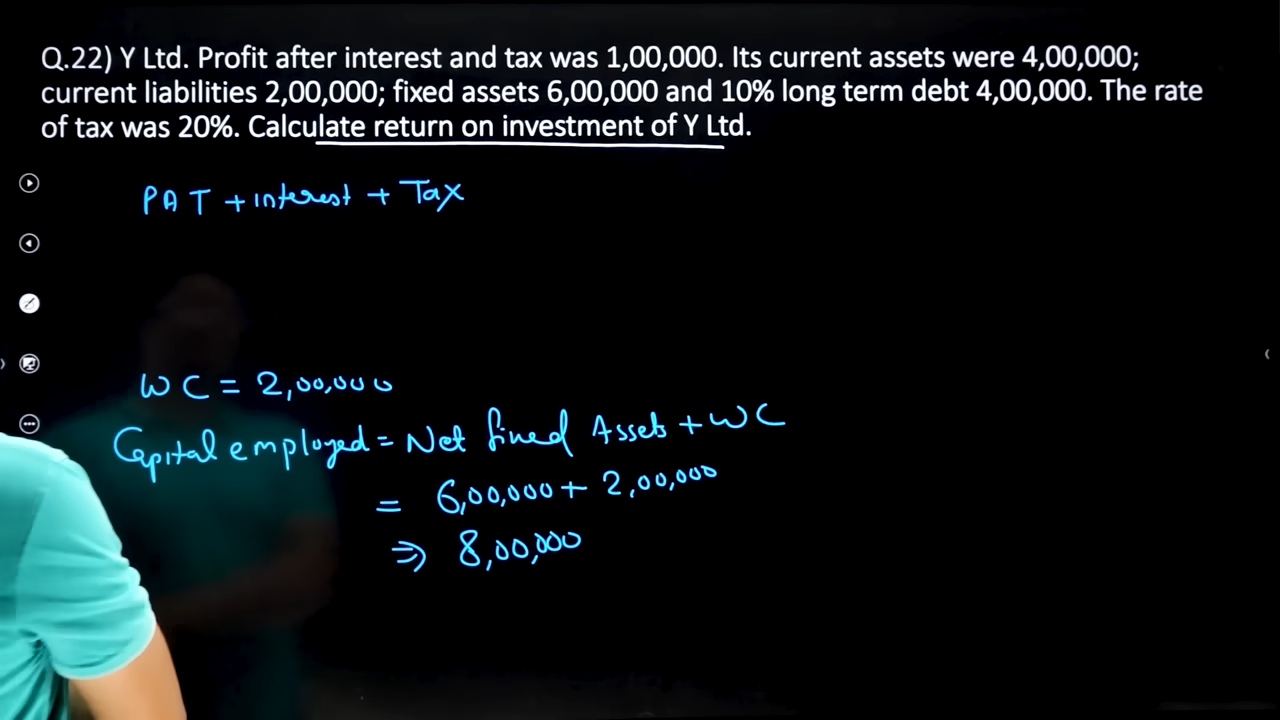 Q.22) Y Ltd. Profit after interest and tax was 1,00,000. Its current assets were 4,00,000;
current liabilities 2,00,000; fixed assets 6,00,000 and 10% long term debt 4,00,000. The rate
of tax was 20%. Calculate return on investment of Y Ltd.
PAT + interest + Tax
WC = 2,00,000
Capital employed = Net fixed Assets + WC
= 6,00,000 + 2,00,000
⇒ 8,00,000